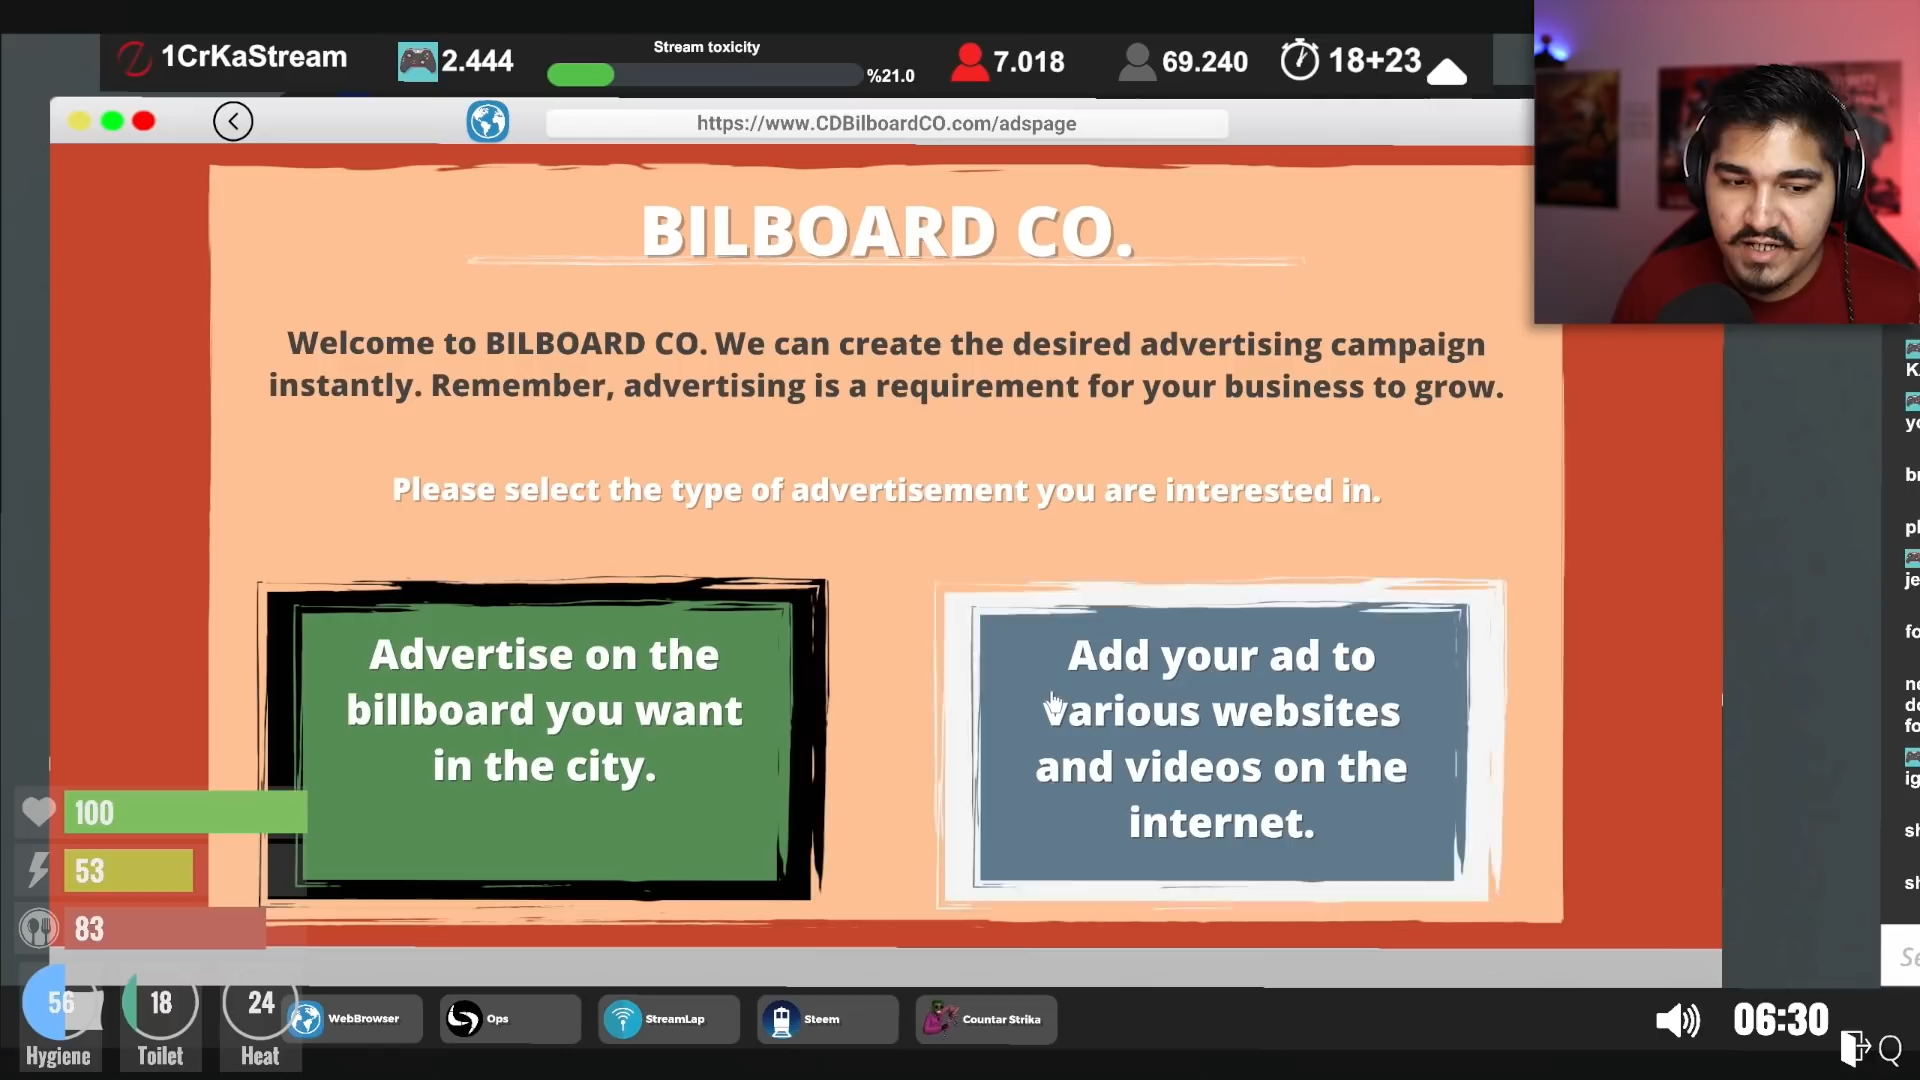 1CrKaStream
2.444
Stream toxicity
%21.0
7.018
69.240
18+23
https://www.CDBilboardCO.com/adspage
BILBOARD CO.
Welcome to BILBOARD CO. We can create the desired advertising campaign
instantly. Remember, advertising is a requirement for your business to grow.
Please select the type of advertisement you are interested in.
Advertise on the
billboard you want
in the city.
Add your ad to
various websites
and videos on the
internet.
100
53
83
56
18
24
Hygiene
Toilet
Heat
WebBrowser
Ops
StreamLap
Steem
Countar Strika
06:30
Q